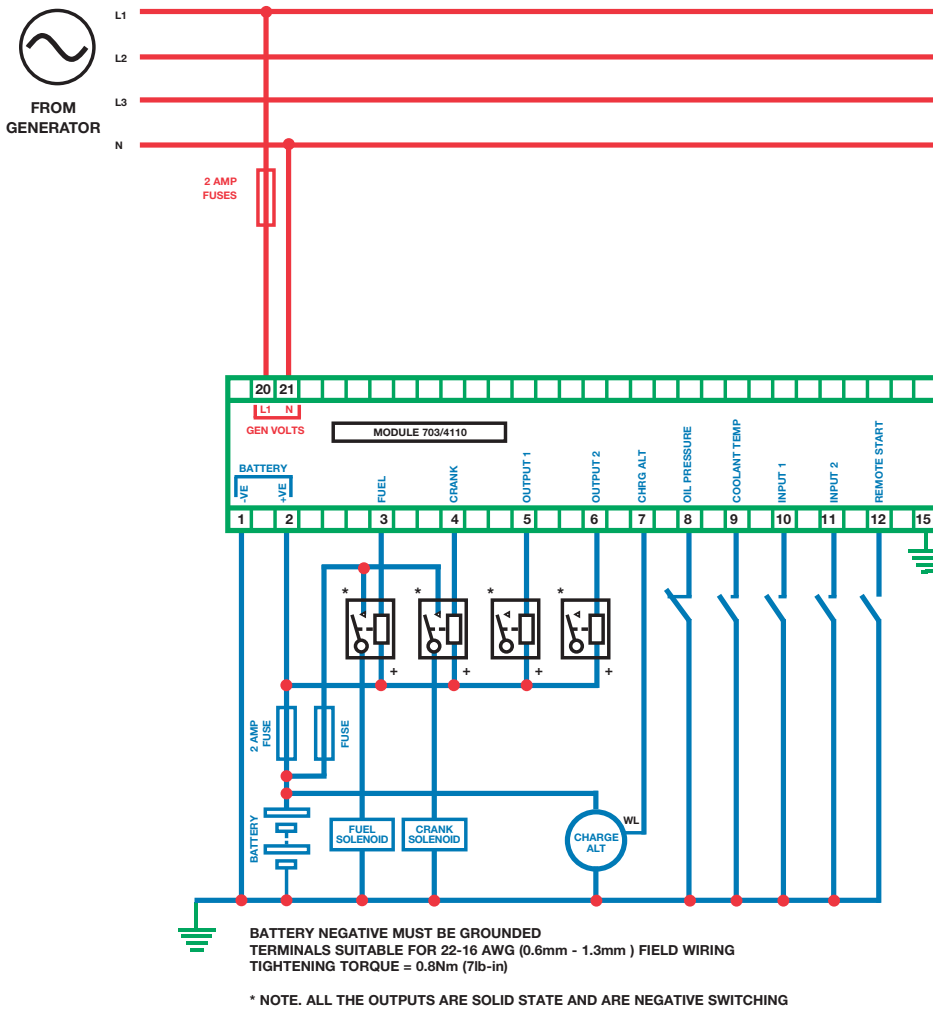 L1
L2
L3
N
FROM
GENERATOR
2 AMP
FUSES
20 21
L1 N
GEN VOLTS
MODULE 703/4110
BATTERY
-VE
+VE
FUEL
CRANK
OUTPUT 1
OUTPUT 2
CHRG ALT
OIL PRESSURE
COOLANT TEMP
INPUT 1
INPUT 2
REMOTE START
1 2 3 4 5 6 7 8 9 10 11 12 15
* * * *
+ + + +
2 AMP
FUSE
FUSE
BATTERY
FUEL
SOLENOID
CRANK
SOLENOID
CHARGE
ALT
WL
BATTERY NEGATIVE MUST BE GROUNDED
TERMINALS SUITABLE FOR 22-16 AWG (0.6mm - 1.3mm ) FIELD WIRING
TIGHTENING TORQUE = 0.8Nm (7lb-in)
* NOTE. ALL THE OUTPUTS ARE SOLID STATE AND ARE NEGATIVE SWITCHING